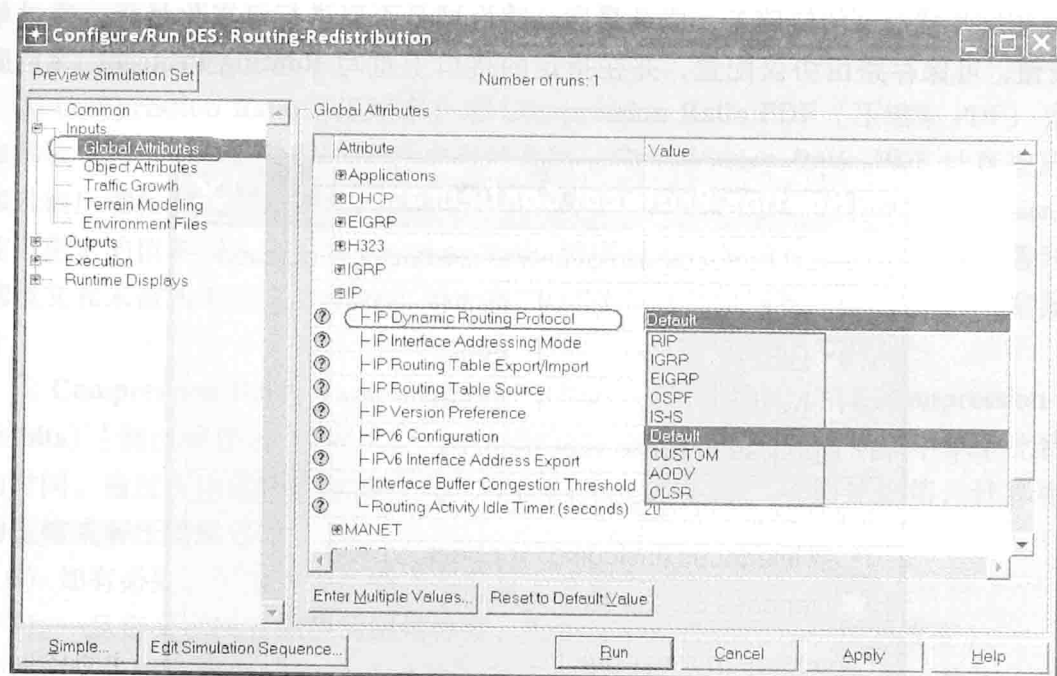 Configure/Run DES: Routing-Redistribution
Preview Simulation Set
Number of runs: 1
Common
Inputs
Global Attributes
Object Attributes
Traffic Growth
Terrain Modeling
Environment Files
Outputs
Execution
Runtime Displays
Global Attributes
Attribute
Value
Applications
DHCP
EIGRP
H323
IGRP
IP
IP Dynamic Routing Protocol
Default
IP Interface Addressing Mode
IP Routing Table Export/Import
IP Routing Table Source
IP Version Preference
IPv6 Configuration
IPv6 Interface Address Export
Interface Buffer Congestion Threshold
Routing Activity Idle Timer (seconds)
20
RIP
IGRP
EIGRP
OSPF
IS-IS
Default
CUSTOM
AODV
OLSR
MANET
Enter Multiple Values...
Reset to Default Value
Simple...
Edit Simulation Sequence...
Run
Cancel
Apply
Help